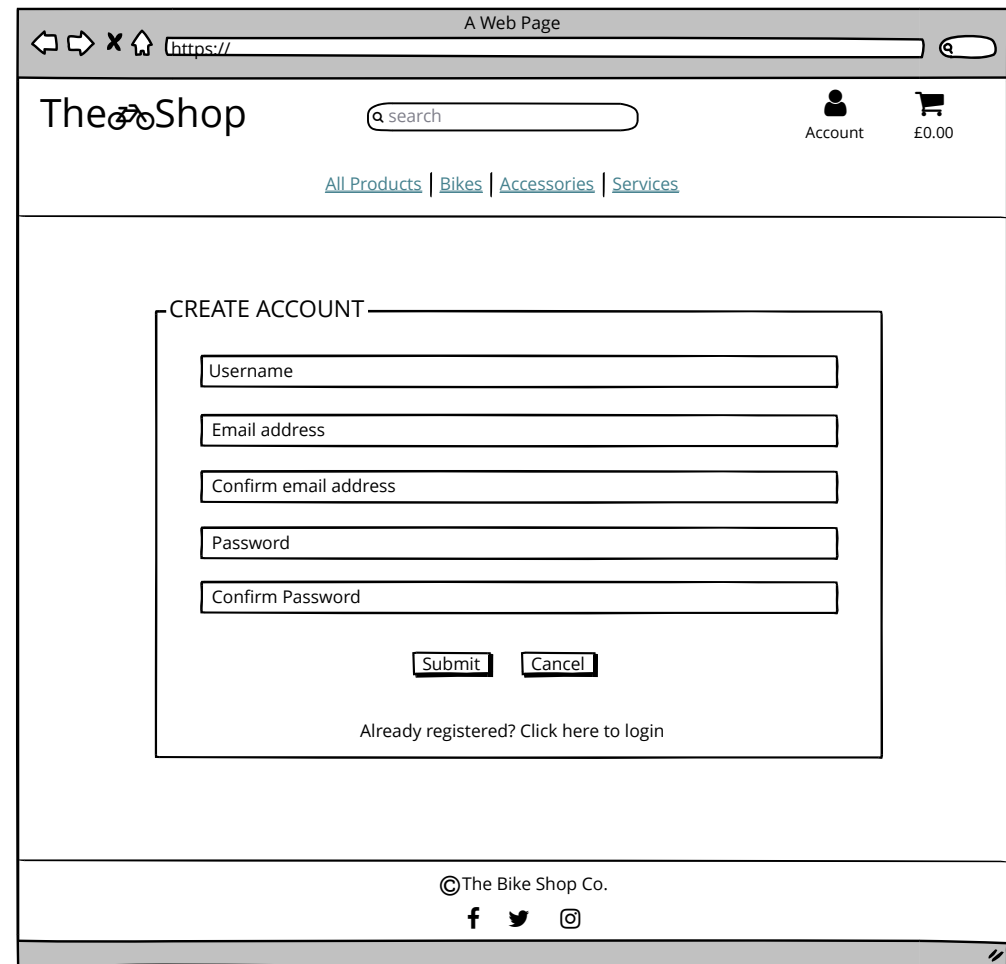 A Web Page
https://
The Shop
search
Account
£0.00
All Products | Bikes | Accessories | Services
CREATE ACCOUNT
Username
Email address
Confirm email address
Password
Confirm Password
Submit Cancel
Already registered? Click here to login
©The Bike Shop Co.